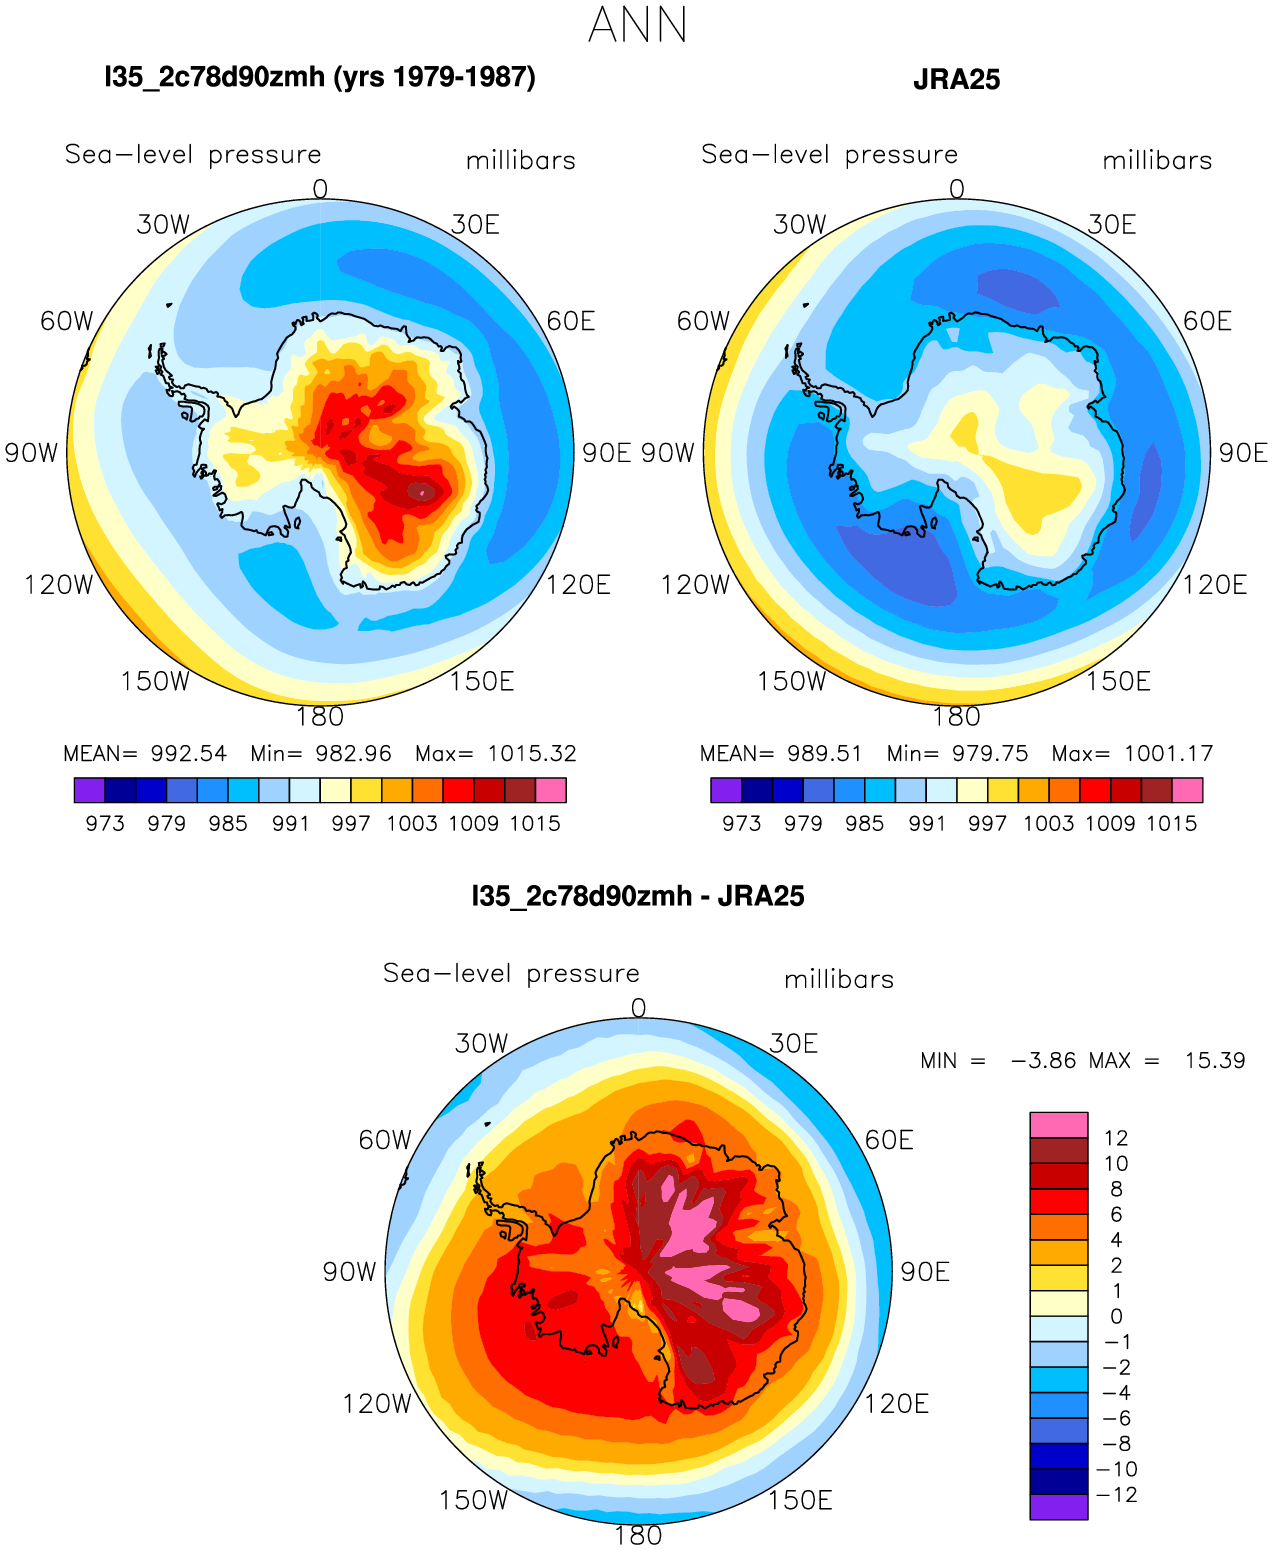 ANN
I35_2c78d90zmh (yrs 1979-1987)
Sea-level pressure millibars
0
30W 30E
60W 60E
90W 90E
120W 120E
150W 150E
180
MEAN= 992.54 Min= 982.96 Max= 1015.32
973 979 985 991 997 1003 1009 1015
JRA25
Sea-level pressure millibars
0
30W 30E
60W 60E
90W 90E
120W 120E
150W 150E
180
MEAN= 989.51 Min= 979.75 Max= 1001.17
973 979 985 991 997 1003 1009 1015
I35_2c78d90zmh - JRA25
Sea-level pressure millibars
0
30W 30E
60W 60E
90W 90E
120W 120E
150W 150E
180
MIN = -3.86 MAX = 15.39
12
10
8
6
4
2
1
0
-1
-2
-4
-6
-8
-10
-12